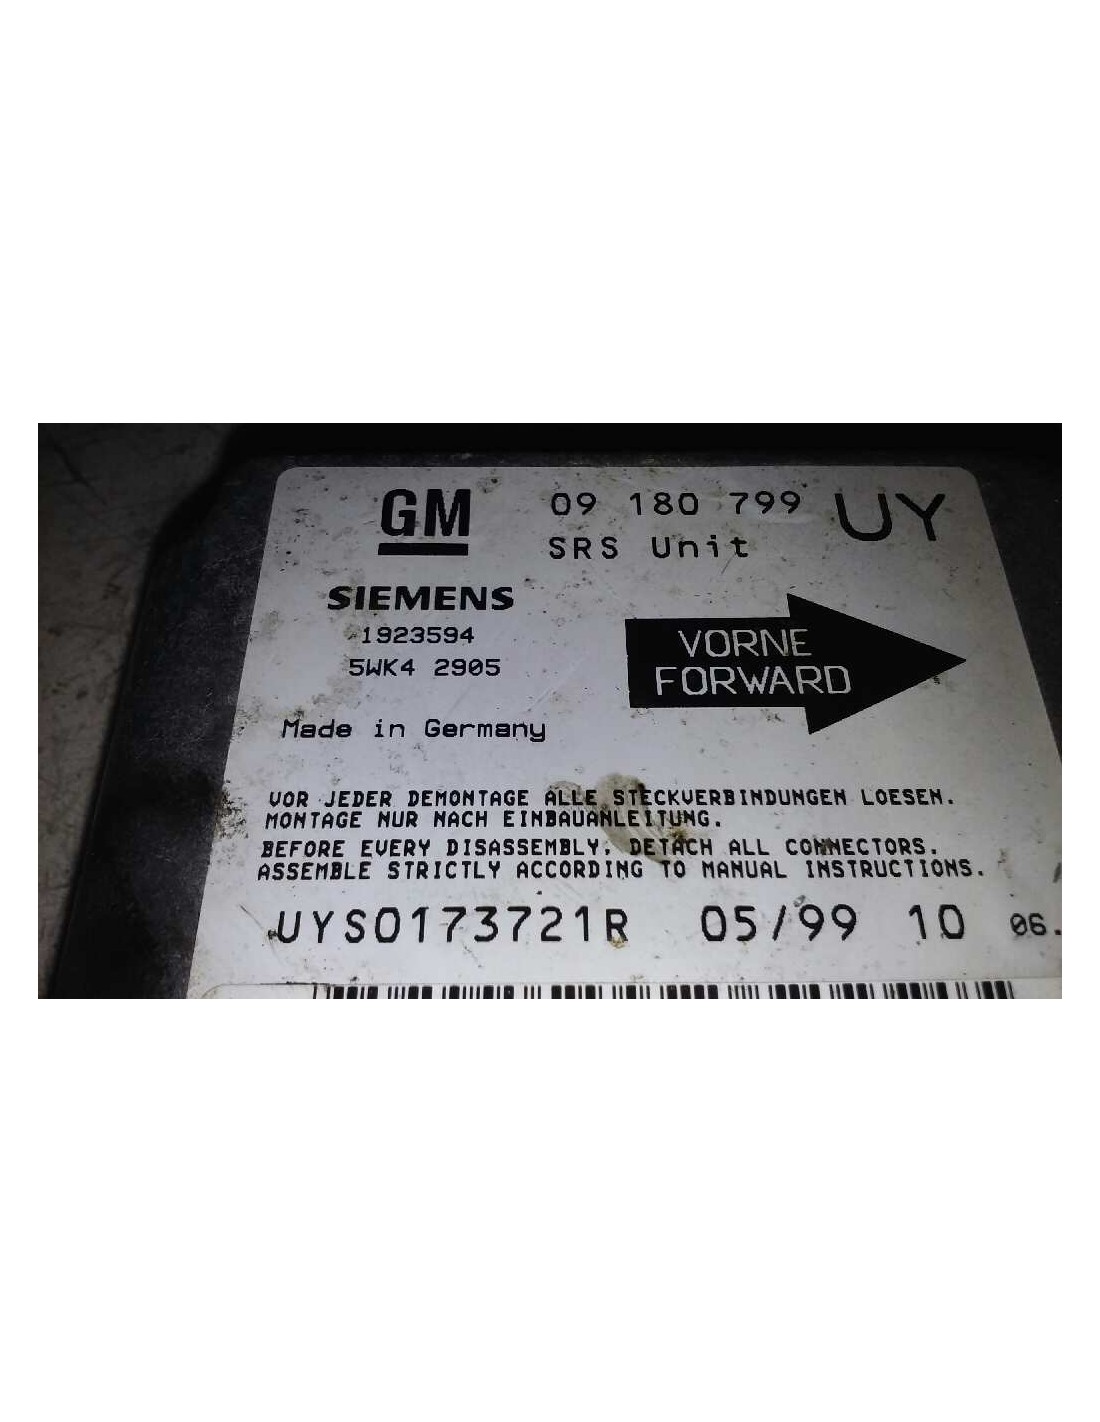 GM 09 180 799 UY
SRS Unit
SIEMENS
1923594
5WK4 2905
VORNE
FORWARD
Made in Germany
VOR JEDER DEMONTAGE ALLE STECKVERBINDUNGEN LOESEN.
MONTAGE NUR NACH EINBAUANLEITUNG.
BEFORE EVERY DISASSEMBLY, DETACH ALL CONNECTORS.
ASSEMBLE STRICTLY ACCORDING TO MANUAL INSTRUCTIONS.
UYS0173721R 05/99 10 06.